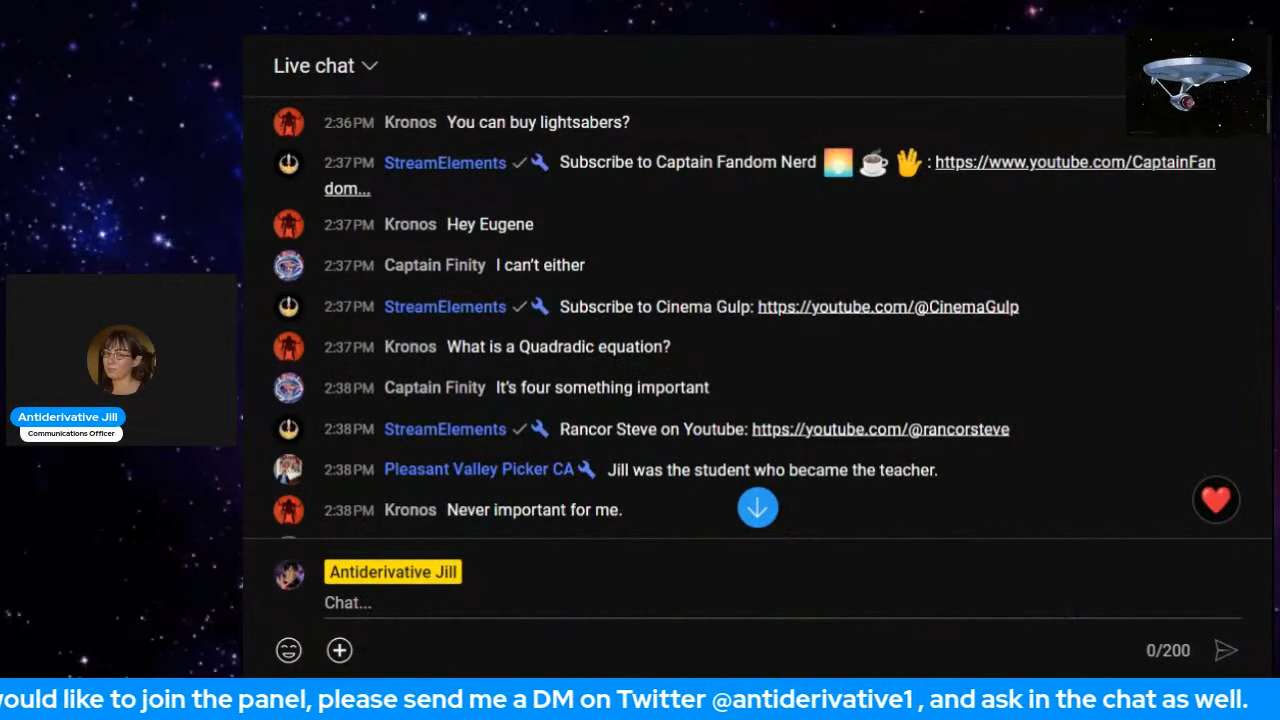 Live chat
2:36 PM Kronos You can buy lightsabers?
2:37 PM StreamElements Subscribe to Captain Fandom Nerd 🌅 ☕ 🖖 : https://www.youtube.com/CaptainFan
dom...
2:37 PM Kronos Hey Eugene
2:37 PM Captain Finity I can't either
2:37 PM StreamElements Subscribe to Cinema Gulp: https://youtube.com/@CinemaGulp
2:37 PM Kronos What is a Quadradic equation?
2:38 PM Captain Finity It's four something important
2:38 PM StreamElements Rancor Steve on Youtube: https://youtube.com/@rancorsteve
2:38 PM Pleasant Valley Picker CA Jill was the student who became the teacher.
2:38 PM Kronos Never important for me.
Antiderivative Jill
Communications Officer
Antiderivative Jill
Chat...
0/200
ould like to join the panel, please send me a DM on Twitter @antiderivative1 , and ask in the chat as well.